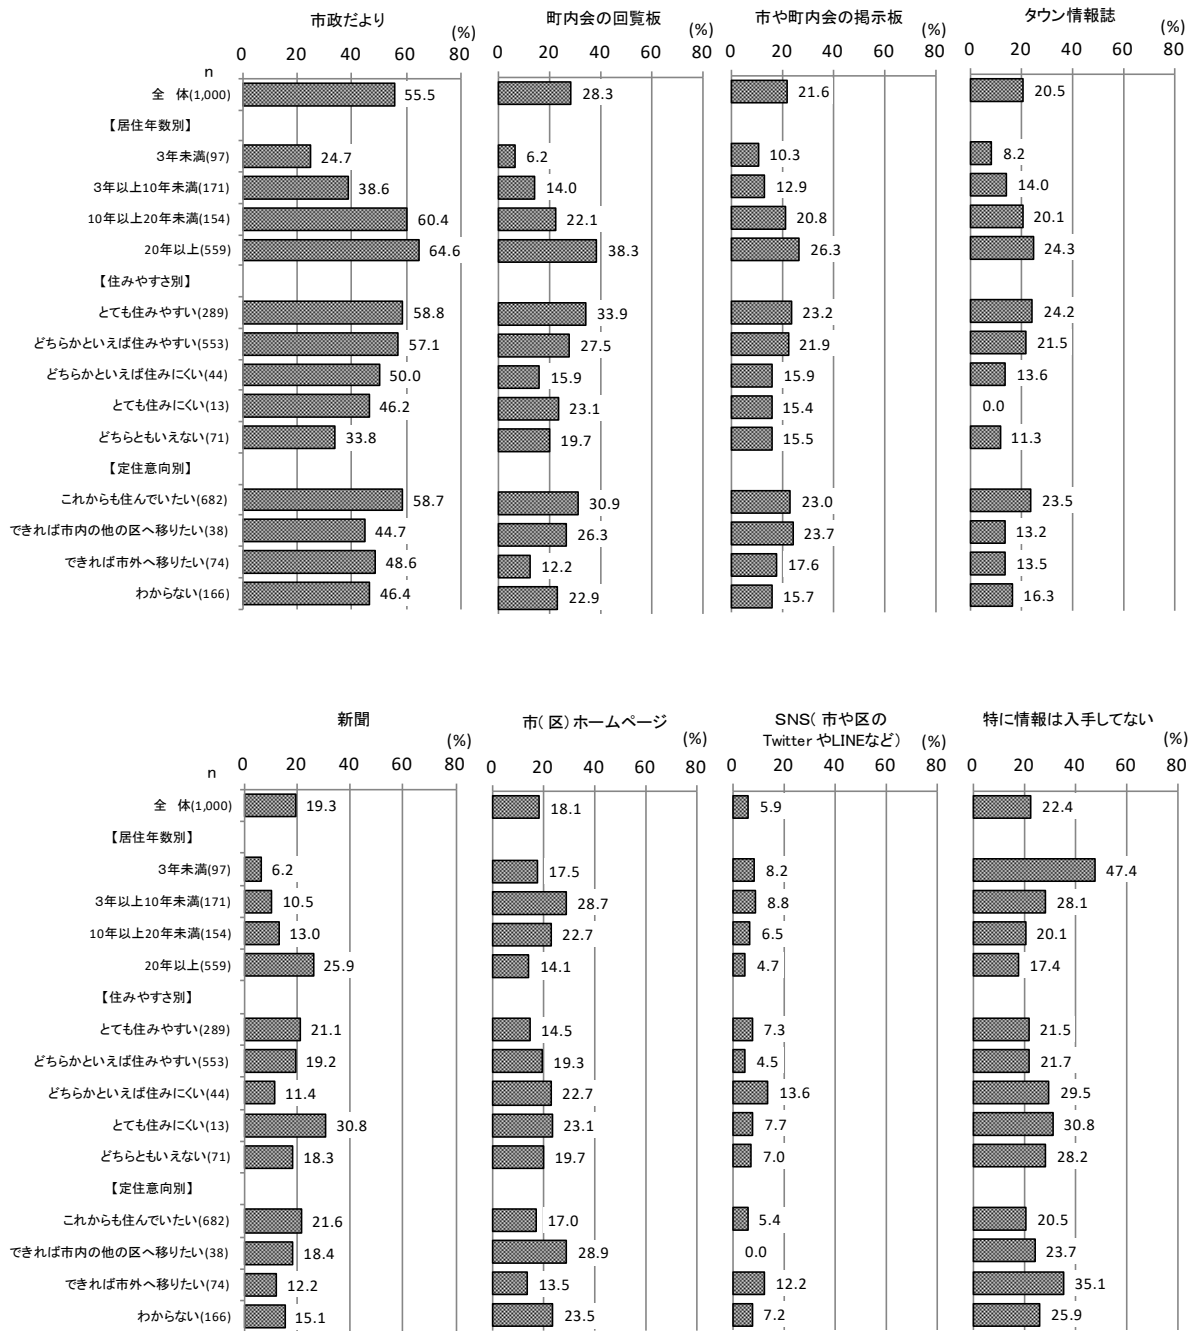 市政だより 町内会の回覧板 市や町内会の掲示板 タウン情報誌
(%) (%) (%) (%)
0 20 40 60 80 0 20 40 60 80 0 20 40 60 80 0 20 40 60 80
n
全 体(1,000) 55.5 28.3 21.6 20.5
【居住年数別】
3年未満(97) 24.7 6.2 10.3 8.2
3年以上10年未満(171) 38.6 14.0 12.9 14.0
10年以上20年未満(154) 60.4 22.1 20.8 20.1
20年以上(559) 64.6 38.3 26.3 24.3
【住みやすさ別】
とても住みやすい(289) 58.8 33.9 23.2 24.2
どちらかといえば住みやすい(553) 57.1 27.5 21.9 21.5
どちらかといえば住みにくい(44) 50.0 15.9 15.9 13.6
とても住みにくい(13) 46.2 23.1 15.4 0.0
どちらともいえない(71) 33.8 19.7 15.5 11.3
【定住意向別】
これからも住んでいたい(682) 58.7 30.9 23.0 23.5
できれば市内の他の区へ移りたい(38) 44.7 26.3 23.7 13.2
できれば市外へ移りたい(74) 48.6 12.2 17.6 13.5
わからない(166) 46.4 22.9 15.7 16.3
新聞 市(区)ホームページ SNS(市や区の 特に情報は入手してない
TwitterやLINEなど)
(%) (%) (%) (%)
0 20 40 60 80 0 20 40 60 80 0 20 40 60 80 0 20 40 60 80
n
全 体(1,000) 19.3 18.1 5.9 22.4
【居住年数別】
3年未満(97) 6.2 17.5 8.2 47.4
3年以上10年未満(171) 10.5 28.7 8.8 28.1
10年以上20年未満(154) 13.0 22.7 6.5 20.1
20年以上(559) 25.9 14.1 4.7 17.4
【住みやすさ別】
とても住みやすい(289) 21.1 14.5 7.3 21.5
どちらかといえば住みやすい(553) 19.2 19.3 4.5 21.7
どちらかといえば住みにくい(44) 11.4 22.7 13.6 29.5
とても住みにくい(13) 30.8 23.1 7.7 30.8
どちらともいえない(71) 18.3 19.7 7.0 28.2
【定住意向別】
これからも住んでいたい(682) 21.6 17.0 5.4 20.5
できれば市内の他の区へ移りたい(38) 18.4 28.9 0.0 23.7
できれば市外へ移りたい(74) 12.2 13.5 12.2 35.1
わからない(166) 15.1 23.5 7.2 25.9